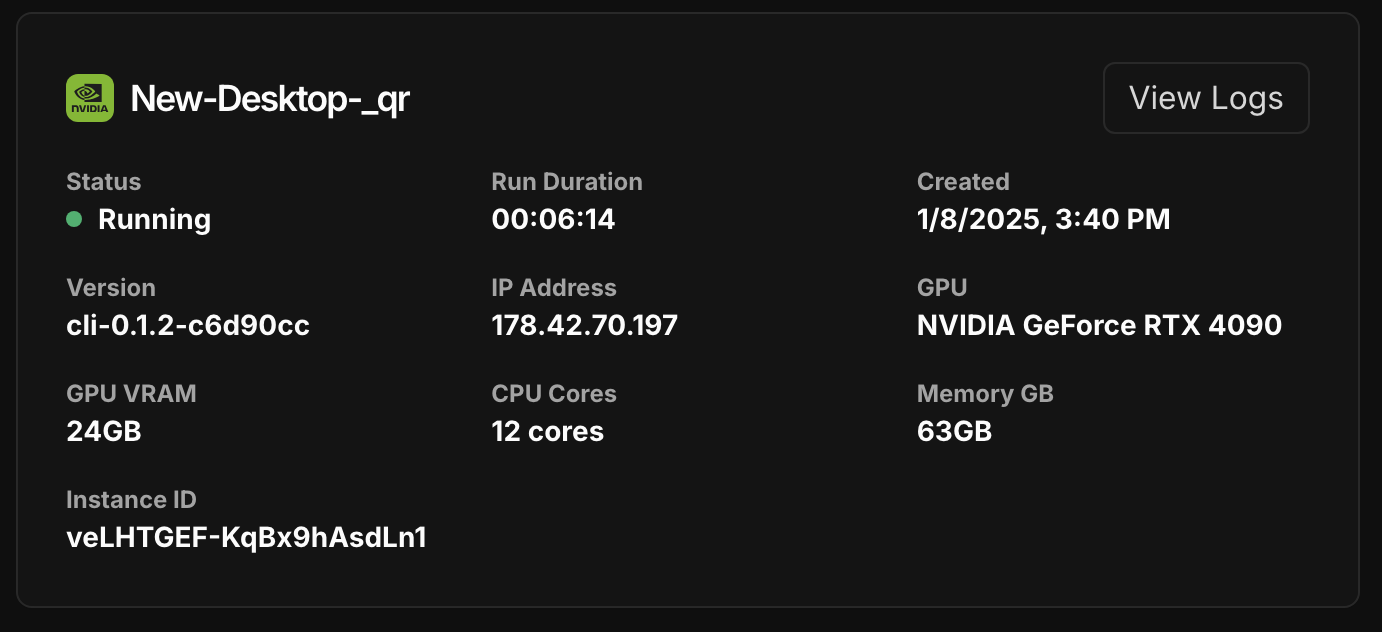 NVIDIA
New-Desktop-_qr
View Logs
Status
Running
Run Duration
00:06:14
Created
1/8/2025, 3:40 PM
Version
cli-0.1.2-c6d90cc
IP Address
178.42.70.197
GPU
NVIDIA GeForce RTX 4090
GPU VRAM
24GB
CPU Cores
12 cores
Memory GB
63GB
Instance ID
veLHTGEF-KqBx9hAsdLn1